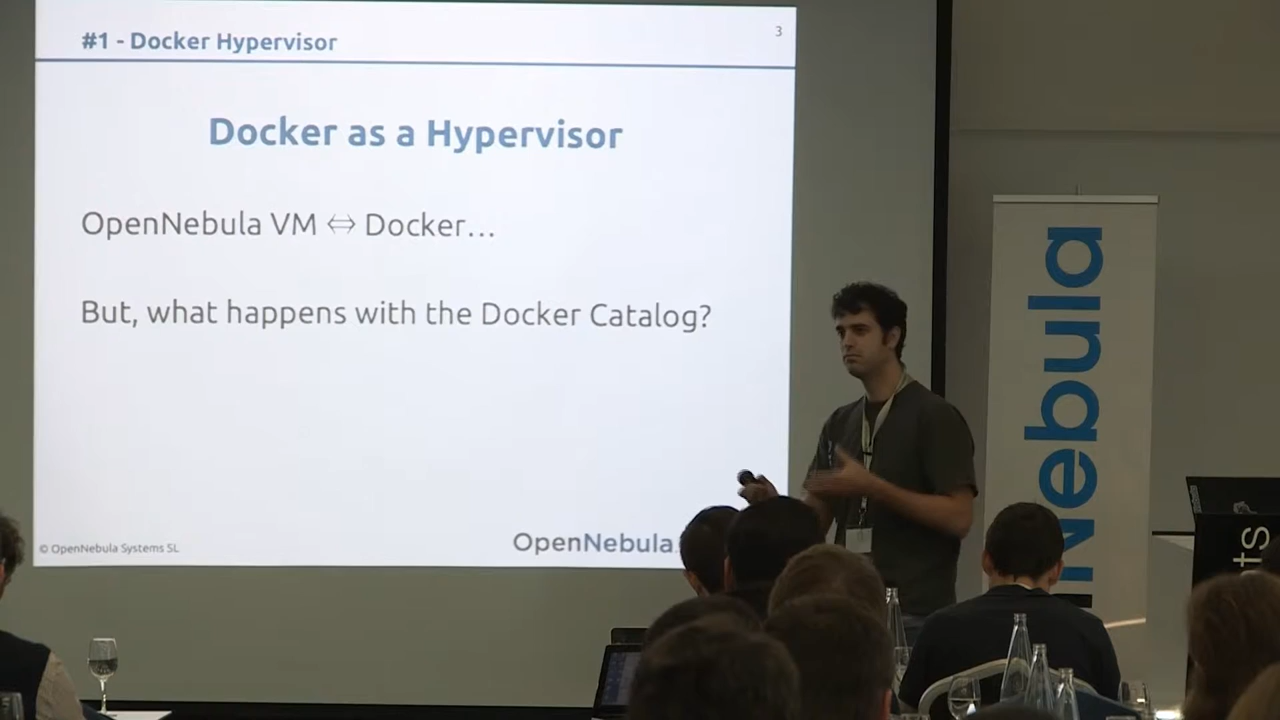 #1 - Docker Hypervisor
3
Docker as a Hypervisor
OpenNebula VM ⇔ Docker...
But, what happens with the Docker Catalog?
© OpenNebula Systems SL
OpenNebula
Nebula
ts